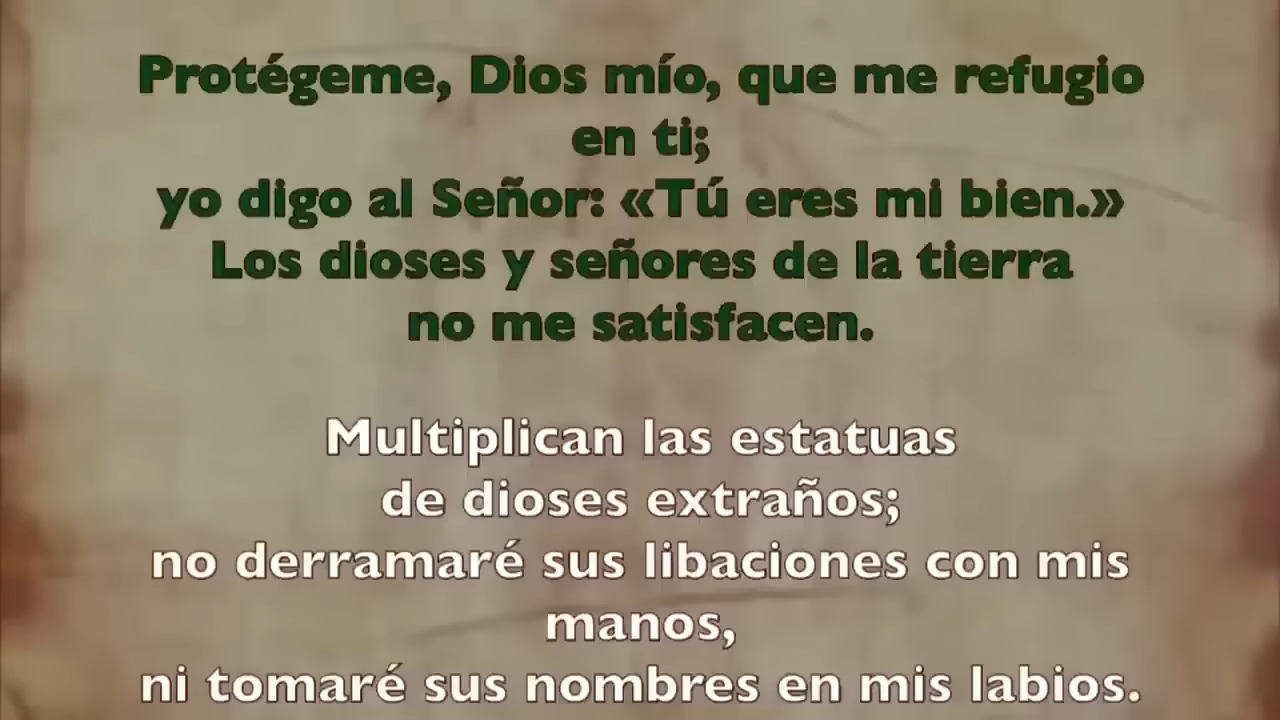 Protégeme, Dios mío, que me refugio
en ti;
yo digo al Señor: «Tú eres mi bien.»
Los dioses y señores de la tierra
no me satisfacen.
Multiplican las estatuas
de dioses extraños;
no derramaré sus libaciones con mis
manos,
ni tomaré sus nombres en mis labios.